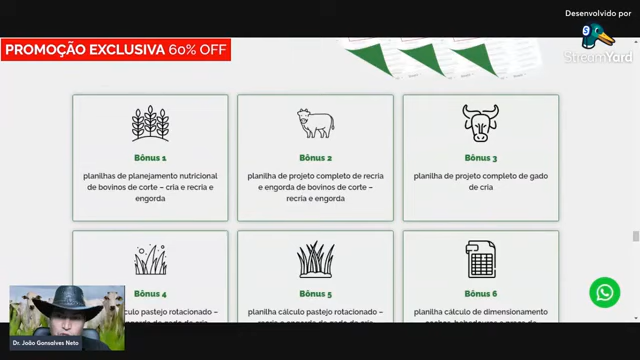 Desenvolvido por
StreamYard
PROMOÇÃO EXCLUSIVA 60% OFF
Bônus 1
planilhas de planejamento nutricional
de bovinos de corte – cria e recria e
engorda
Bônus 2
planilha de projeto completo de recria
e engorda de bovinos de corte –
recria e engorda
Bônus 3
planilha de projeto completo de gado
de cria
Bônus 4
cálculo pastejo rotacionado –
Bônus 5
planilha cálculo pastejo rotacionado –
Bônus 6
planilha cálculo de dimensionamento
Dr. João Gonsalves Neto